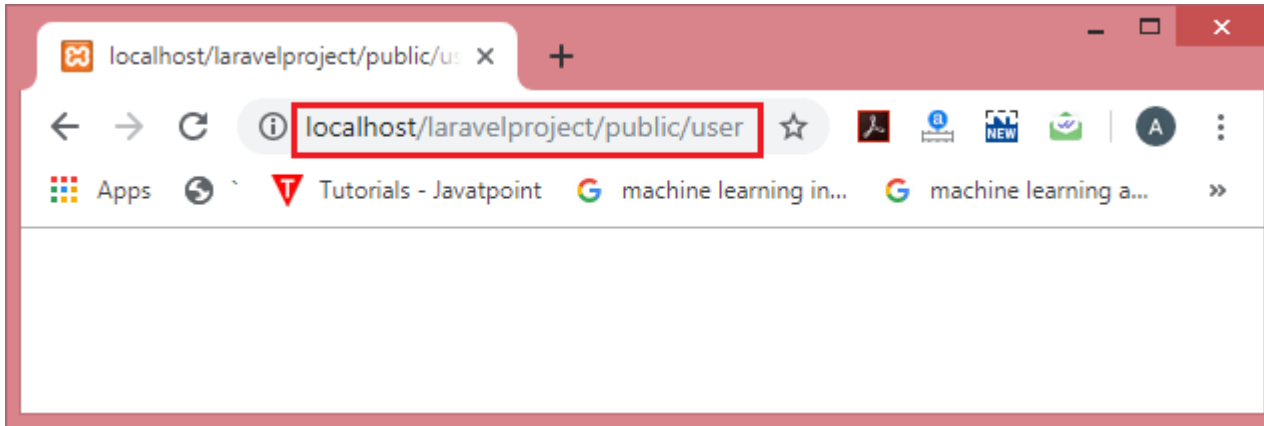 localhost/laravelproject/public/us
localhost/laravelproject/public/user
a
NEW
A
Apps ` T Tutorials - Javatpoint G machine learning in... G machine learning a... »